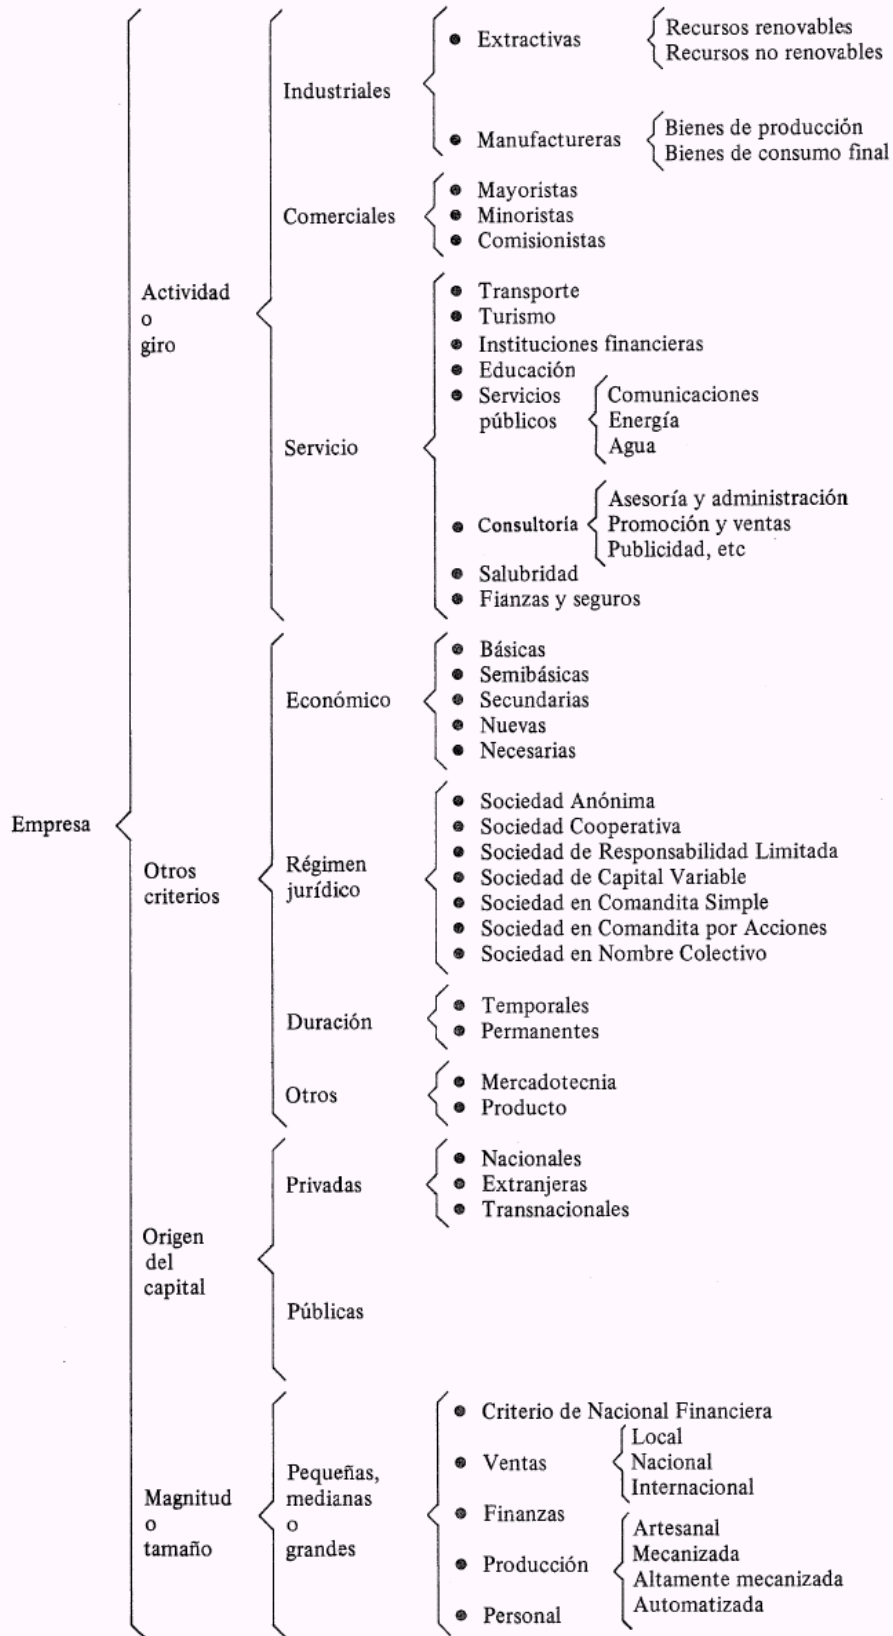 Empresa
Actividad
o
giro
Industriales
Extractivas
Recursos renovables
Recursos no renovables
Manufactureras
Bienes de producción
Bienes de consumo final
Comerciales
Mayoristas
Minoristas
Comisionistas
Servicio
Transporte
Turismo
Instituciones financieras
Educación
Servicios
públicos
Comunicaciones
Energía
Agua
Consultoría
Asesoría y administración
Promoción y ventas
Publicidad, etc
Salubridad
Fianzas y seguros
Otros
criterios
Económico
Básicas
Semibásicas
Secundarias
Nuevas
Necesarias
Régimen
jurídico
Sociedad Anónima
Sociedad Cooperativa
Sociedad de Responsabilidad Limitada
Sociedad de Capital Variable
Sociedad en Comandita Simple
Sociedad en Comandita por Acciones
Sociedad en Nombre Colectivo
Duración
Temporales
Permanentes
Otros
Mercadotecnia
Producto
Origen
del
capital
Privadas
Nacionales
Extranjeras
Transnacionales
Públicas
Magnitud
o
tamaño
Pequeñas,
medianas
o
grandes
Criterio de Nacional Financiera
Ventas
Local
Nacional
Internacional
Finanzas
Producción
Artesanal
Mecanizada
Altamente mecanizada
Automatizada
Personal